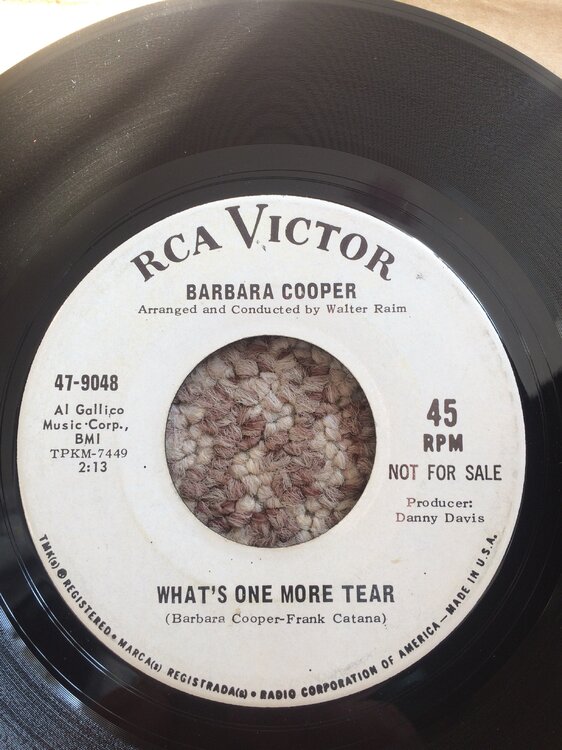 RCA VICTOR
BARBARA COOPER
Arranged and Conducted by Walter Raim
47-9048
Al Gallico
Music Corp.,
BMI
TPKM-7449
2:13
45
RPM
NOT FOR SALE
Producer:
Danny Davis
WHAT'S ONE MORE TEAR
(Barbara Cooper-Frank Catana)
TMK(s) ® REGISTERED • MARCA(s) REGISTRADA(s) • RADIO CORPORATION OF AMERICA—MADE IN U.S.A.